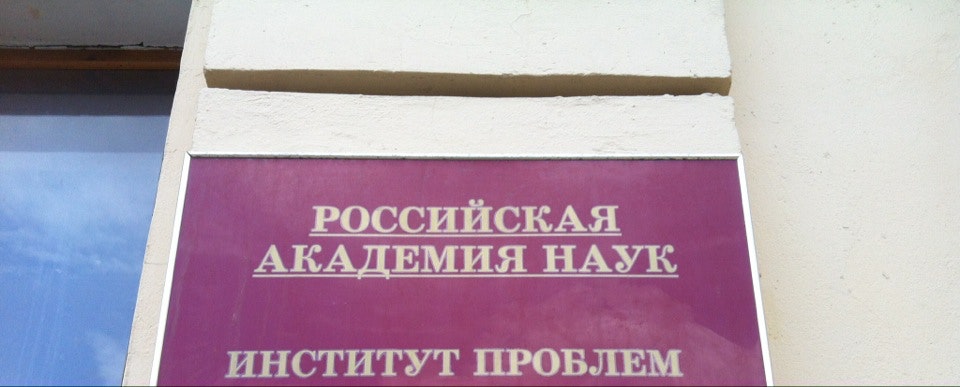 РОССИЙСКАЯ
АКАДЕМИЯ НАУК
ИНСТИТУТ ПРОБЛЕМ